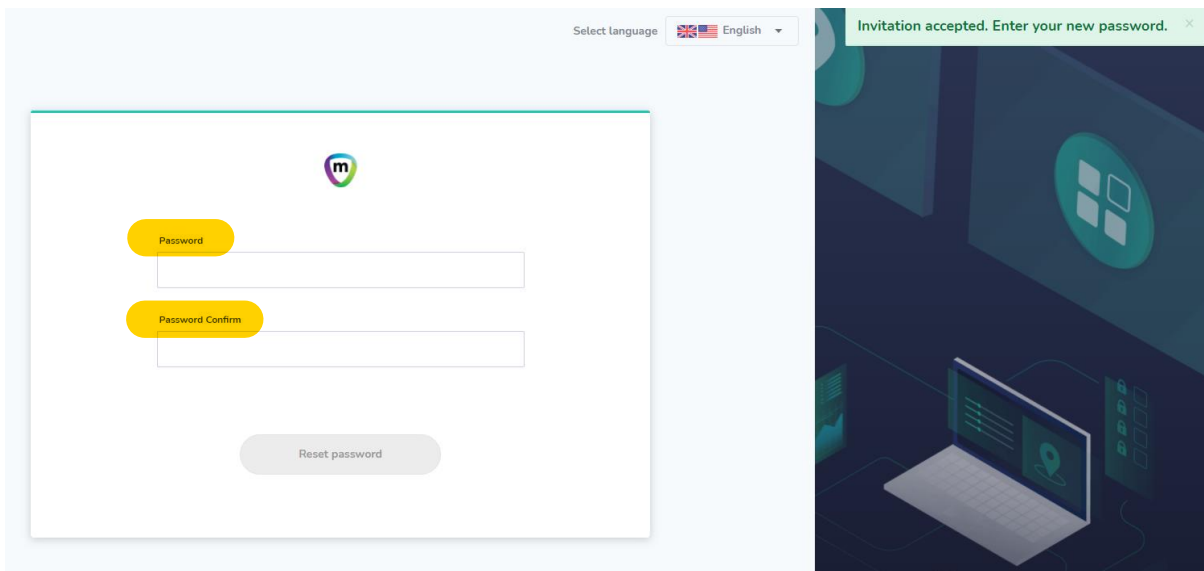 Select language
English
Invitation accepted. Enter your new password. ×
m
Password
Password Confirm
Reset password